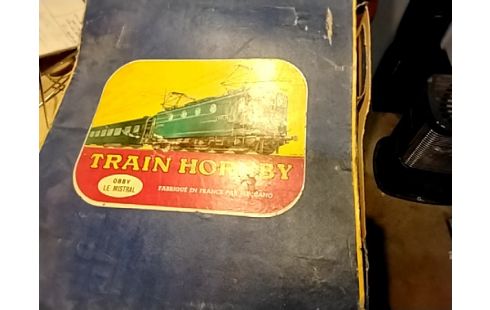 TRAIN HORNBY
OBBY
LE MISTRAL
FABRIQUÉ EN FRANCE PAR MECCANO